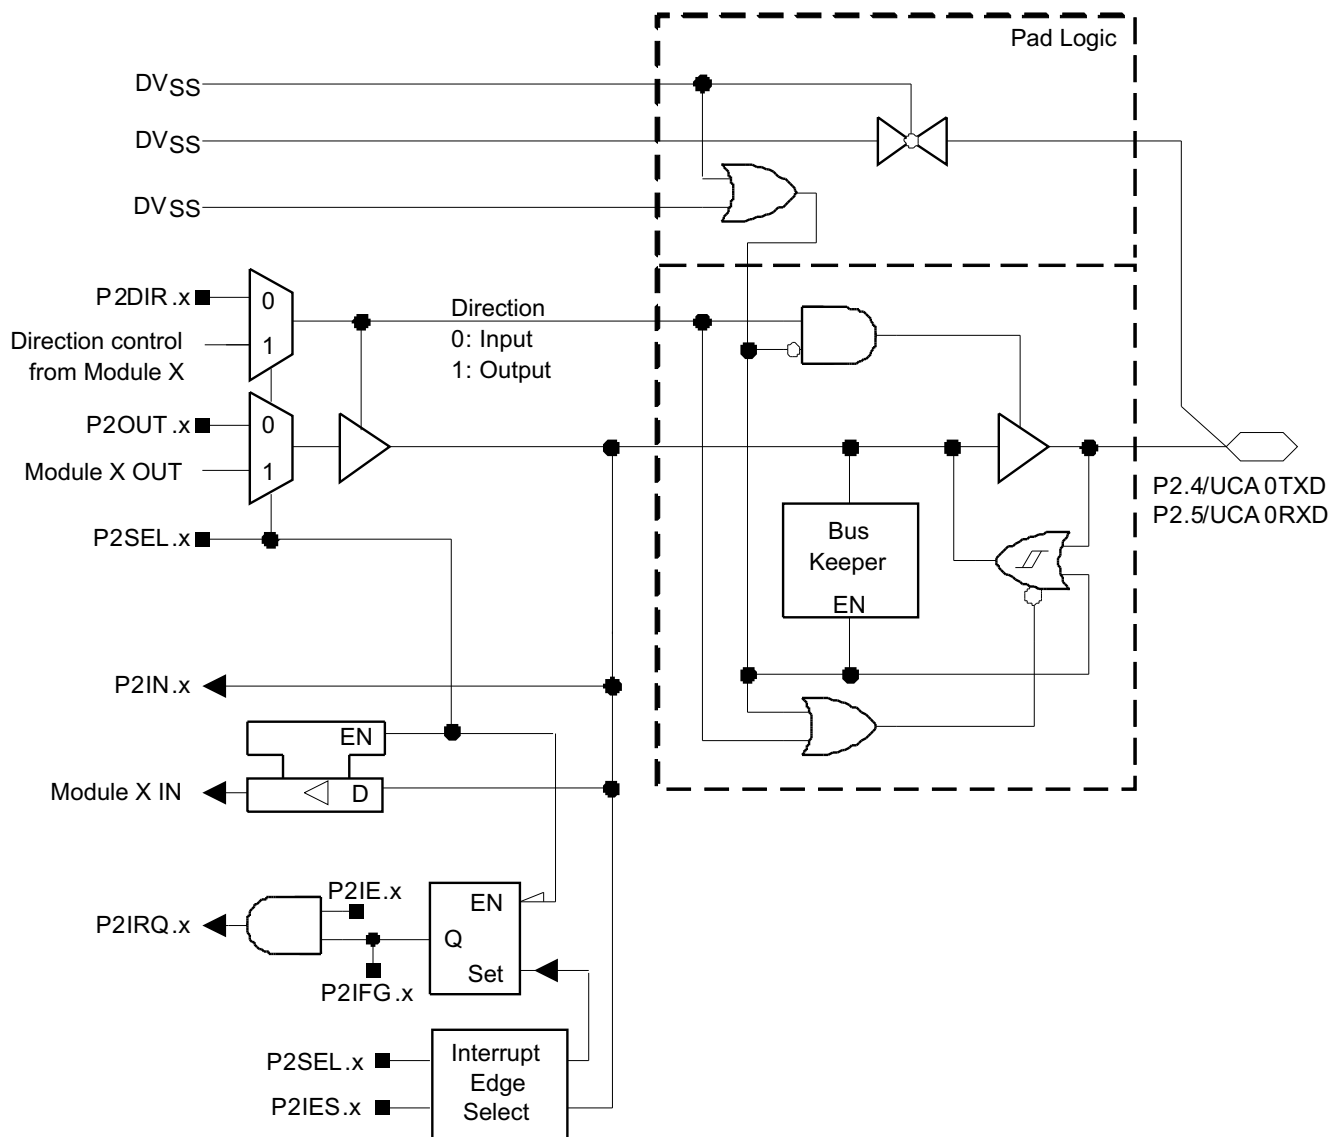 Pad Logic
DVSS
DVSS
DVSS
P2DIR.x
0
Direction control
from Module X
1
Direction
0: Input
1: Output
P2OUT.x
0
Module X OUT
1
P2SEL.x
P2.4/UCA0TXD
P2.5/UCA0RXD
Bus
Keeper
EN
P2IN.x
EN
Module X IN
D
P2IE.x
P2IRQ.x
EN
Q
Set
P2IFG.x
P2SEL.x
P2IES.x
Interrupt
Edge
Select